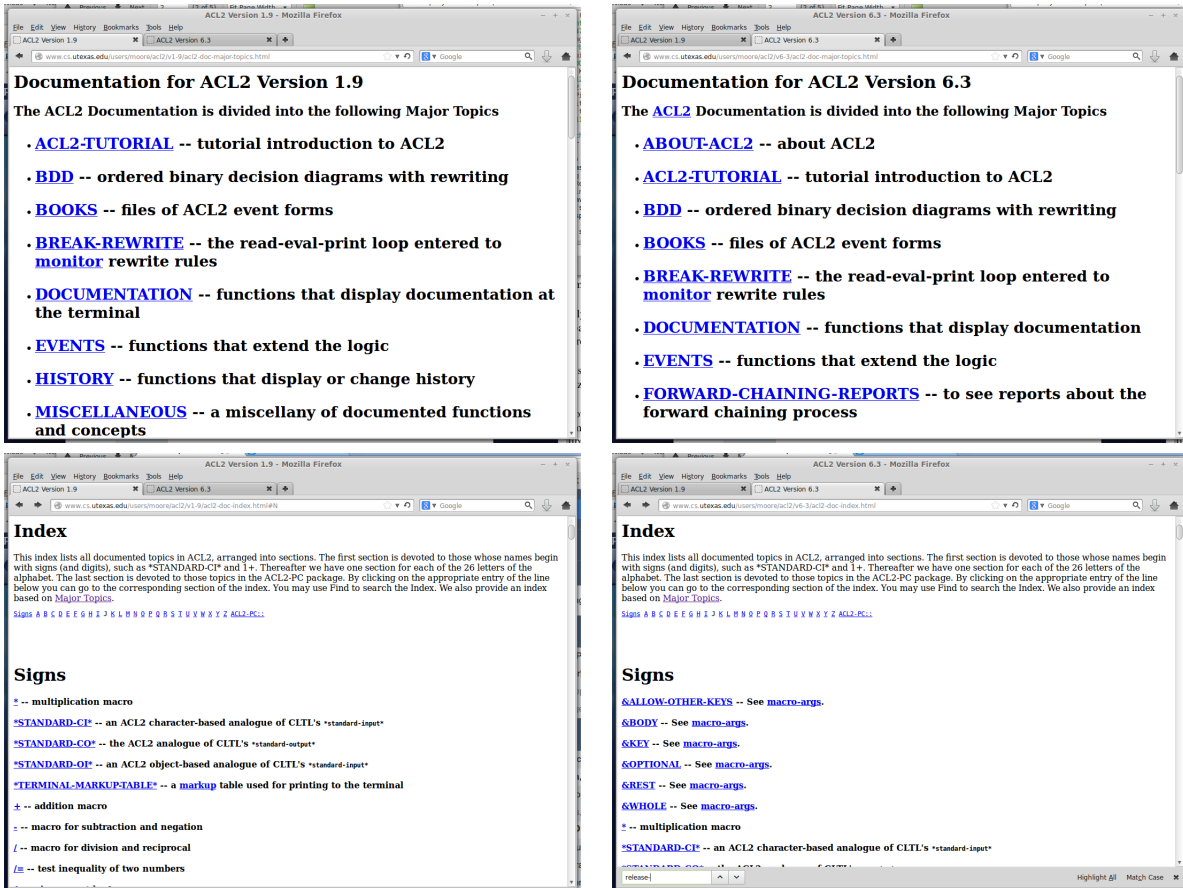 ACL2 Version 1.9 - Mozilla Firefox
File Edit View History Bookmarks Tools Help
ACL2 Version 1.9
ACL2 Version 6.3
www.cs.utexas.edu/users/moore/acl2/v1-9/acl2-doc-major-topics.html
Google
Documentation for ACL2 Version 1.9
The ACL2 Documentation is divided into the following Major Topics
• ACL2-TUTORIAL -- tutorial introduction to ACL2
• BDD -- ordered binary decision diagrams with rewriting
• BOOKS -- files of ACL2 event forms
• BREAK-REWRITE -- the read-eval-print loop entered to
monitor rewrite rules
• DOCUMENTATION -- functions that display documentation at
the terminal
• EVENTS -- functions that extend the logic
• HISTORY -- functions that display or change history
• MISCELLANEOUS -- a miscellany of documented functions
and concepts
ACL2 Version 6.3 - Mozilla Firefox
File Edit View History Bookmarks Tools Help
ACL2 Version 1.9
ACL2 Version 6.3
www.cs.utexas.edu/users/moore/acl2/v6-3/acl2-doc-major-topics.html
Google
Documentation for ACL2 Version 6.3
The ACL2 Documentation is divided into the following Major Topics
• ABOUT-ACL2 -- about ACL2
• ACL2-TUTORIAL -- tutorial introduction to ACL2
• BDD -- ordered binary decision diagrams with rewriting
• BOOKS -- files of ACL2 event forms
• BREAK-REWRITE -- the read-eval-print loop entered to
monitor rewrite rules
• DOCUMENTATION -- functions that display documentation
• EVENTS -- functions that extend the logic
• FORWARD-CHAINING-REPORTS -- to see reports about the
forward chaining process
ACL2 Version 1.9 - Mozilla Firefox
File Edit View History Bookmarks Tools Help
ACL2 Version 1.9
ACL2 Version 6.3
www.cs.utexas.edu/users/moore/acl2/v1-9/acl2-doc-index.html#N
Google
Index
This index lists all documented topics in ACL2, arranged into sections. The first section is devoted to those whose names begin
with signs (and digits), such as *STANDARD-CI* and 1+. Thereafter we have one section for each of the 26 letters of the
alphabet. The last section is devoted to those topics in the ACL2-PC package. By clicking on the appropriate entry of the line
below you can go to the corresponding section of the index. You may use Find to search the Index. We also provide an index
based on Major Topics.
Signs A B C D E F G H I J K L M N O P Q R S T U V W X Y Z ACL2-PC::
Signs
* -- multiplication macro
*STANDARD-CI* -- an ACL2 character-based analogue of CLTL's *standard-input*
*STANDARD-CO* -- the ACL2 analogue of CLTL's *standard-output*
*STANDARD-OI* -- an ACL2 object-based analogue of CLTL's *standard-input*
*TERMINAL-MARKUP-TABLE* -- a markup table used for printing to the terminal
+ -- addition macro
- -- macro for subtraction and negation
/ -- macro for division and reciprocal
/= -- test inequality of two numbers
ACL2 Version 6.3 - Mozilla Firefox
File Edit View History Bookmarks Tools Help
ACL2 Version 1.9
ACL2 Version 6.3
www.cs.utexas.edu/users/moore/acl2/v6-3/acl2-doc-index.html
Google
Index
This index lists all documented topics in ACL2, arranged into sections. The first section is devoted to those whose names begin
with signs (and digits), such as *STANDARD-CI* and 1+. Thereafter we have one section for each of the 26 letters of the
alphabet. The last section is devoted to those topics in the ACL2-PC package. By clicking on the appropriate entry of the line
below you can go to the corresponding section of the index. You may use Find to search the Index. We also provide an index
based on Major Topics.
Signs A B C D E F G H I J K L M N O P Q R S T U V W X Y Z ACL2-PC::
Signs
&ALLOW-OTHER-KEYS -- See macro-args.
&BODY -- See macro-args.
&KEY -- See macro-args.
&OPTIONAL -- See macro-args.
&REST -- See macro-args.
&WHOLE -- See macro-args.
* -- multiplication macro
*STANDARD-CI* -- an ACL2 character-based analogue of CLTL's *standard-input*
release-
Highlight All Match Case